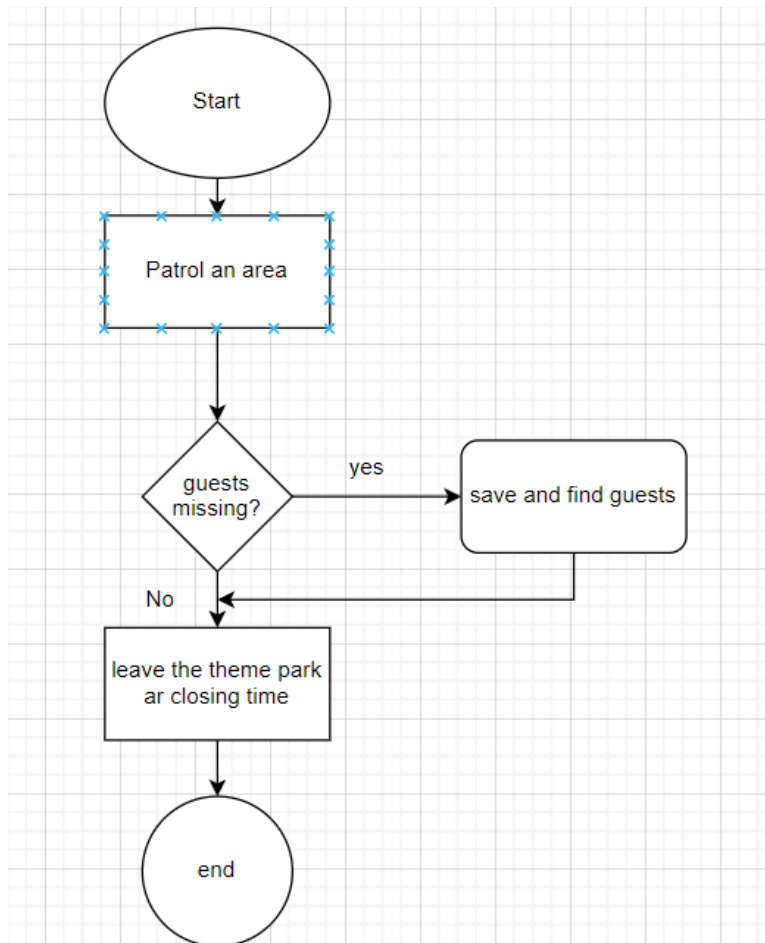 Start
Patrol an area
guests
missing?
yes
save and find guests
No
leave the theme park
ar closing time
end